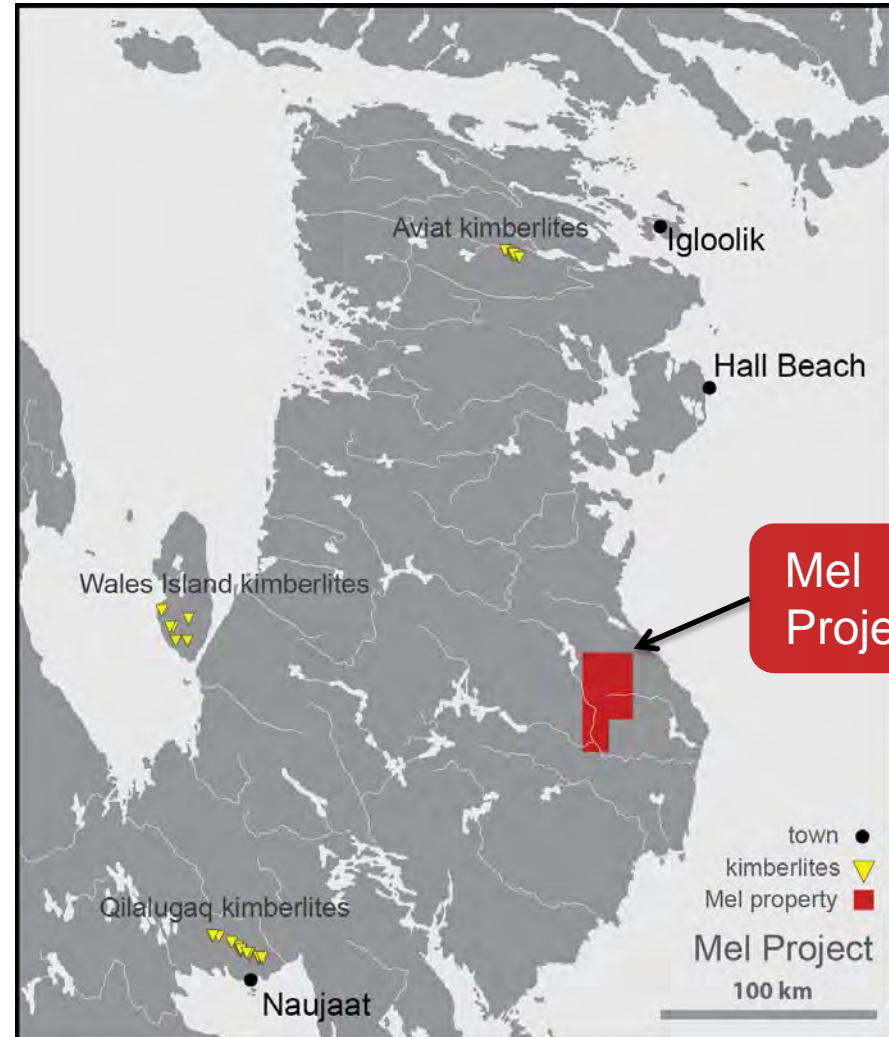 Aviat kimberlites
Igloolik
Hall Beach
Mel
Wales Island kimberlites
town
kimberlites
Mel property
Qilalugaq kimberlites
Mel Project
100 km
Naujaat